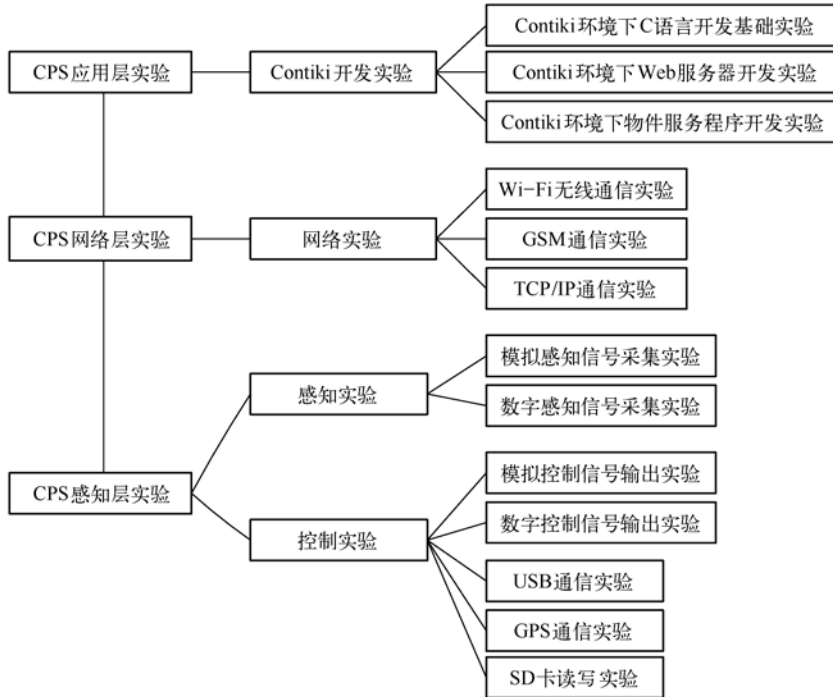 CPS应用层实验
Contiki开发实验
Contiki环境下C语言开发基础实验
Contiki环境下Web服务器开发实验
Contiki环境下物件服务程序开发实验
CPS网络层实验
网络实验
Wi-Fi无线通信实验
GSM通信实验
TCP/IP通信实验
CPS感知层实验
感知实验
模拟感知信号采集实验
数字感知信号采集实验
控制实验
模拟控制信号输出实验
数字控制信号输出实验
USB通信实验
GPS通信实验
SD卡读写实验